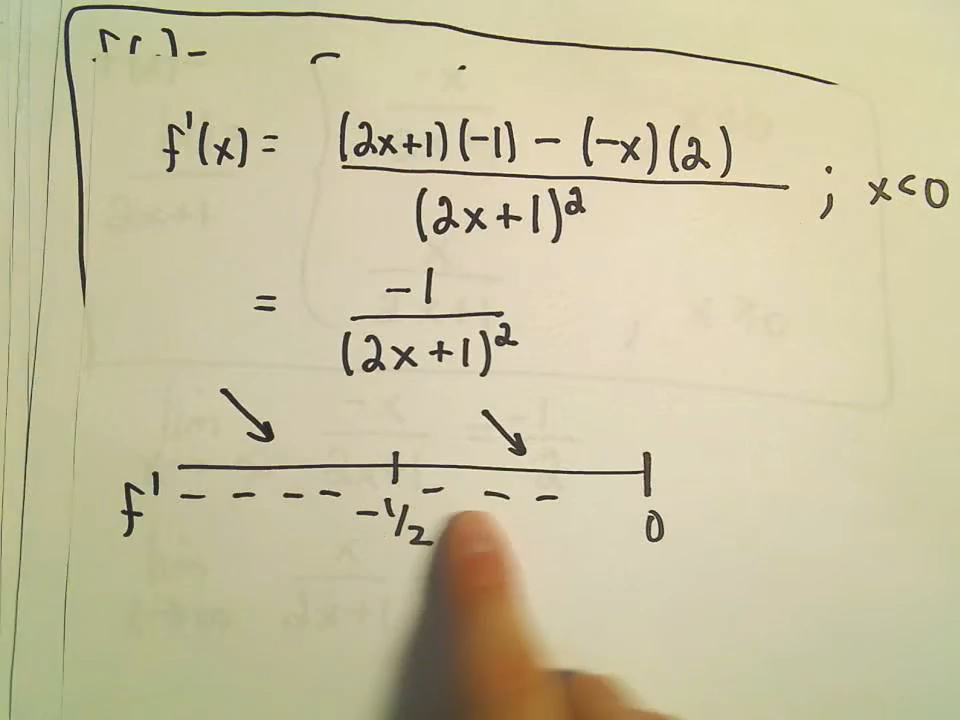 f'(x) = (2x+1)(-1) - (-x)(2) / (2x+1)² ; x<0
= -1 / (2x+1)²
f' - - - - -1/2 - - - 0